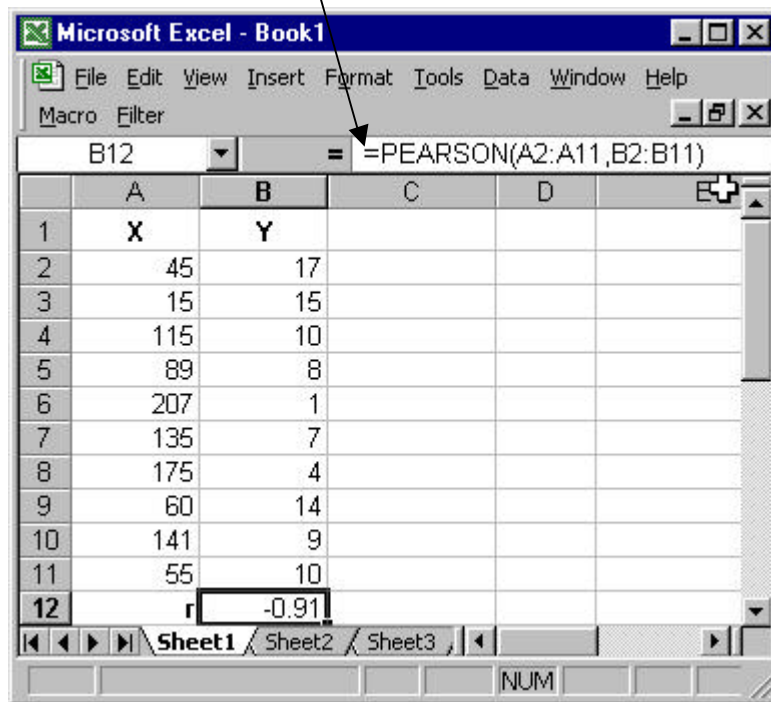 Microsoft Excel - Book1
File Edit View Insert Format Tools Data Window Help
Macro Filter
B12 = =PEARSON(A2:A11,B2:B11)
A B C D E
1 X Y
2 45 17
3 15 15
4 115 10
5 89 8
6 207 1
7 135 7
8 175 4
9 60 14
10 141 9
11 55 10
12 r -0.91
Sheet1 Sheet2 Sheet3
NUM